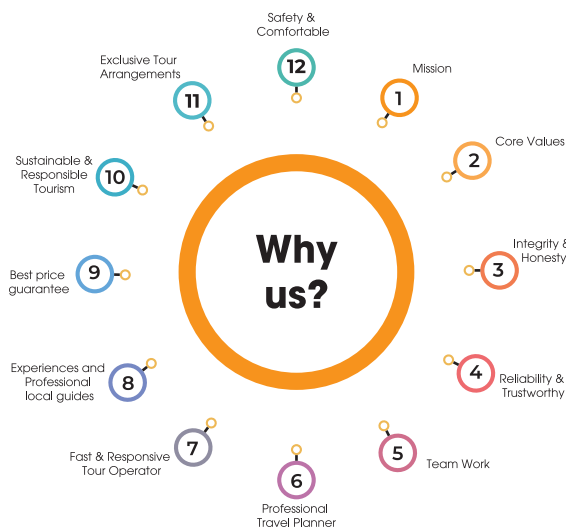 Why
us?
1
Mission
2
Core Values
3
Integrity &
Honesty
4
Reliability &
Trustworthy
5
Team Work
6
Professional
Travel Planner
7
Fast & Responsive
Tour Operator
8
Experiences and
Professional
local guides
9
Best price
guarantee
10
Sustainable &
Responsible
Tourism
11
Exclusive Tour
Arrangements
12
Safety &
Comfortable